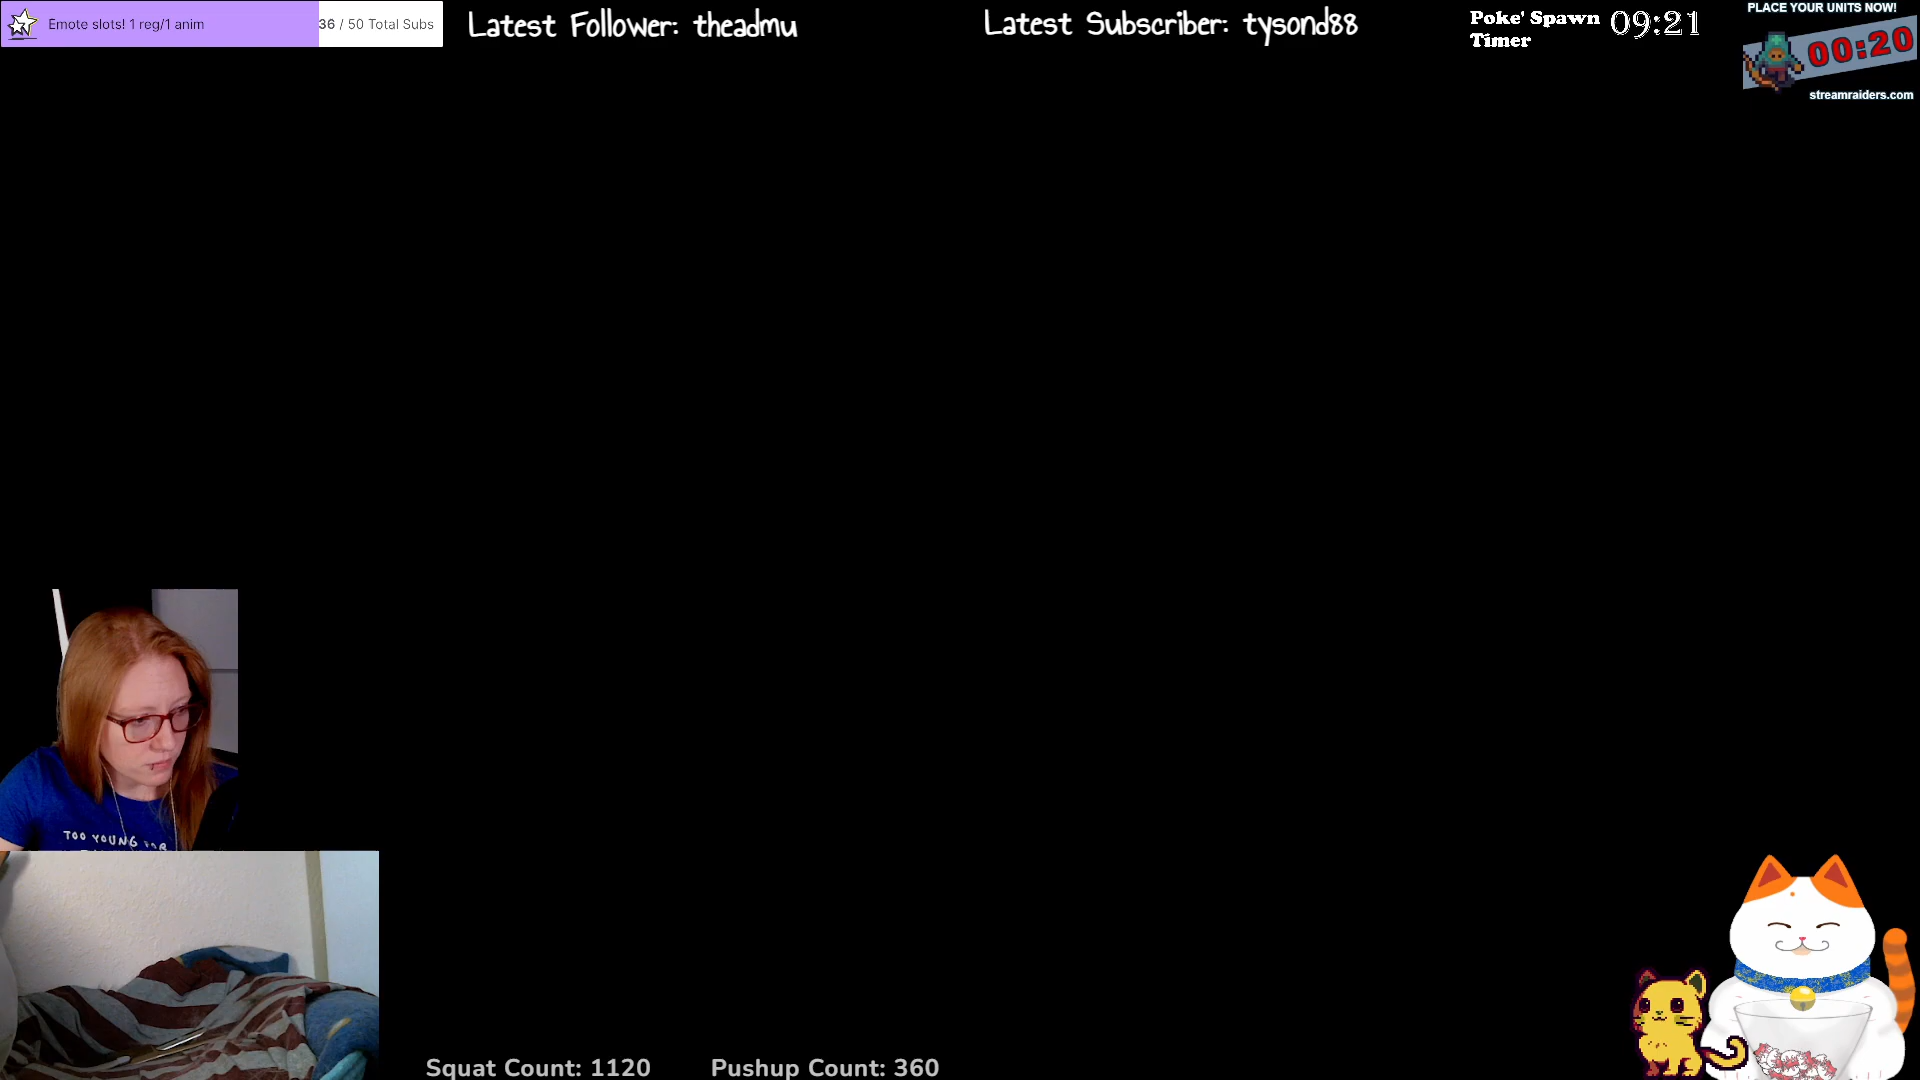 Emote slots! 1 reg/1 anim
36 / 50 Total Subs
Latest Follower: theadmu
Latest Subscriber: tysond88
Poke' Spawn
Timer
09:21
PLACE YOUR UNITS NOW!
00:20
streamraiders.com
TOO YOUNG FOR
Squat Count: 1120
Pushup Count: 360